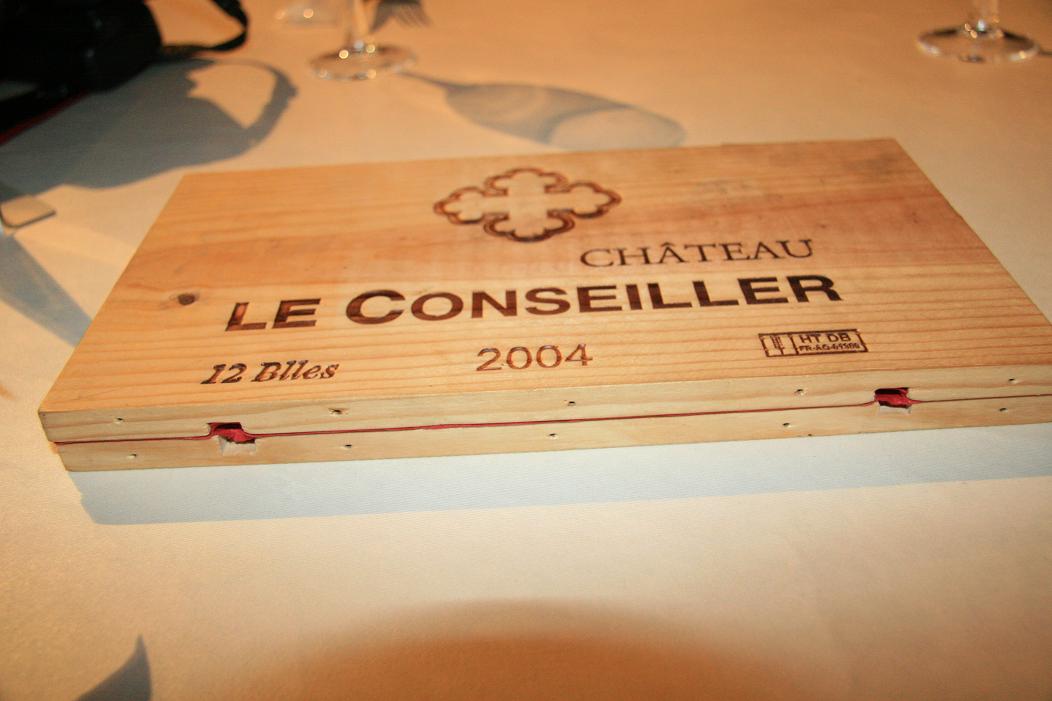 CHÂTEAU
LE CONSEILLER
12 Blles
2004
HT DB